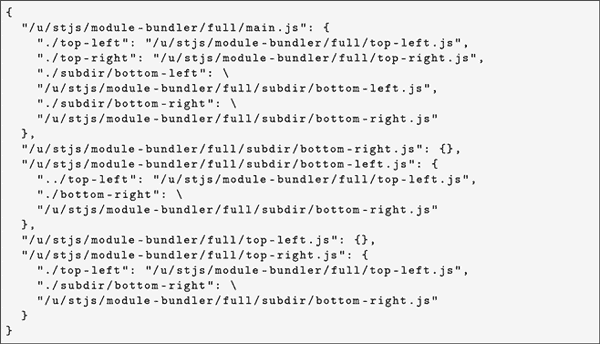 {
  "/u/stjs/module-bundler/full/main.js": {
    "./top-left": "/u/stjs/module-bundler/full/top-left.js",
    "./top-right": "/u/stjs/module-bundler/full/top-right.js",
    "./subdir/bottom-left": \
    "/u/stjs/module-bundler/full/subdir/bottom-left.js",
    "./subdir/bottom-right": \
    "/u/stjs/module-bundler/full/subdir/bottom-right.js"
  },
  "/u/stjs/module-bundler/full/subdir/bottom-right.js": {},
  "/u/stjs/module-bundler/full/subdir/bottom-left.js": {
    "../top-left": "/u/stjs/module-bundler/full/top-left.js",
    "./bottom-right": \
    "/u/stjs/module-bundler/full/subdir/bottom-right.js"
  },
  "/u/stjs/module-bundler/full/top-left.js": {},
  "/u/stjs/module-bundler/full/top-right.js": {
    "./top-left": "/u/stjs/module-bundler/full/top-left.js",
    "./subdir/bottom-right": \
    "/u/stjs/module-bundler/full/subdir/bottom-right.js"
  }
}